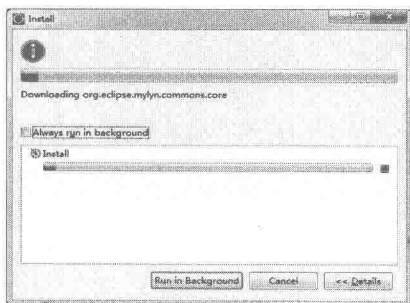 Install
Downloading org.eclipse.mylyn.commons.core
Always run in background
Install
Run in Background
Cancel
<< Details